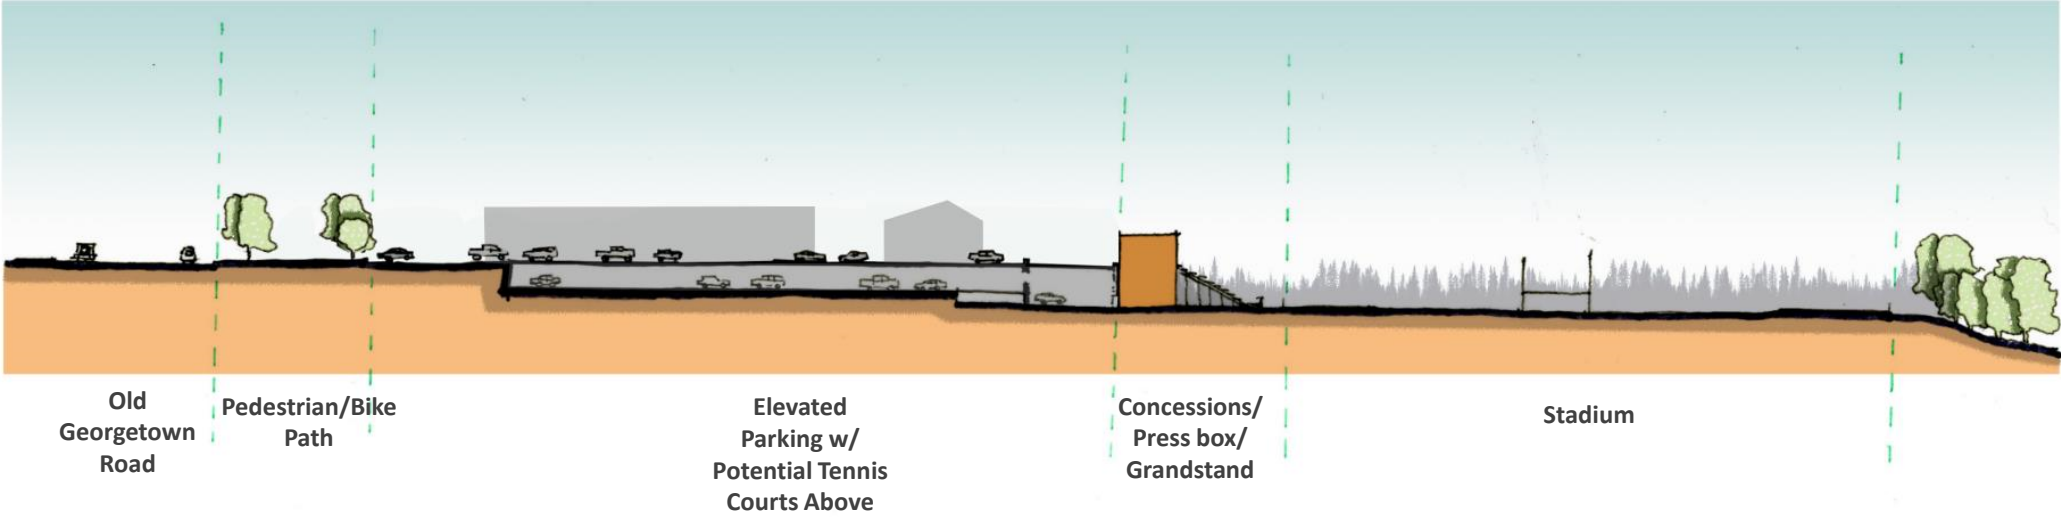 Old
Georgetown
Road
Pedestrian/Bike
Path
Elevated
Parking w/
Potential Tennis
Courts Above
Concessions/
Press box/
Grandstand
Stadium